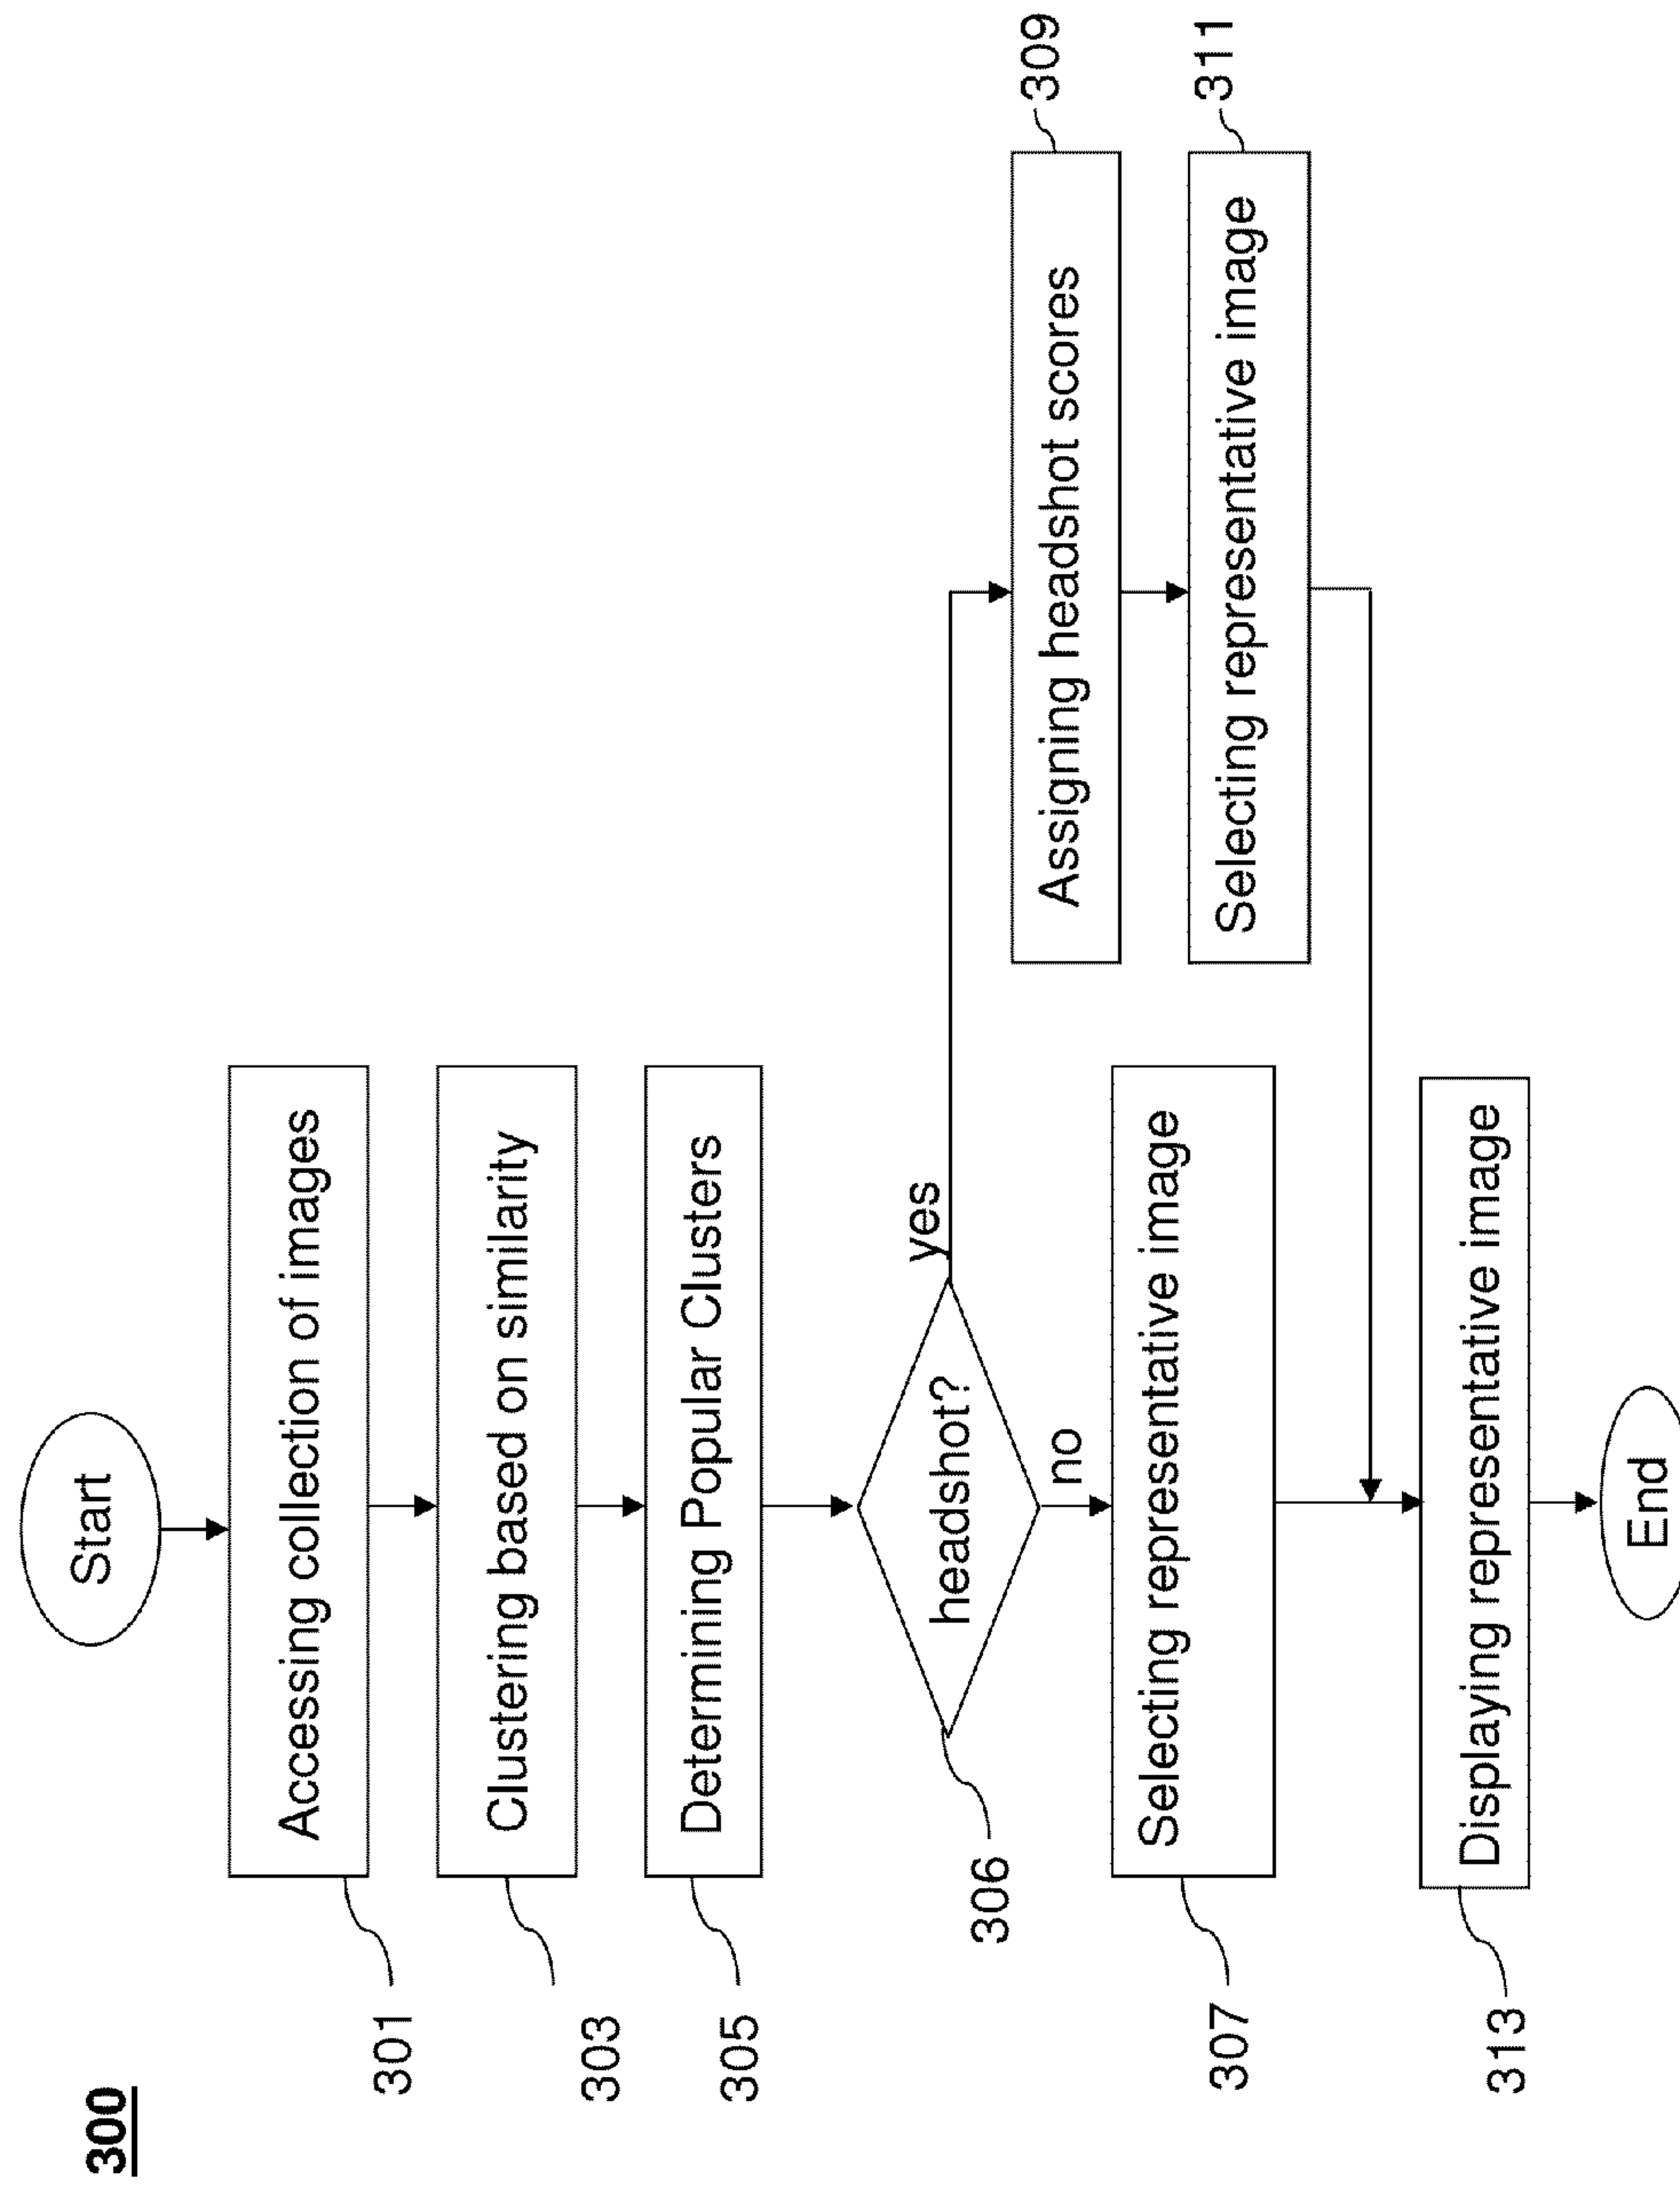 300
Start
301
Accessing collection of images
303
Clustering based on similarity
305
Determining Popular Clusters
306
headshot?
yes
no
309
Assigning headshot scores
311
Selecting representative image
307
Selecting representative image
313
Displaying representative image
End